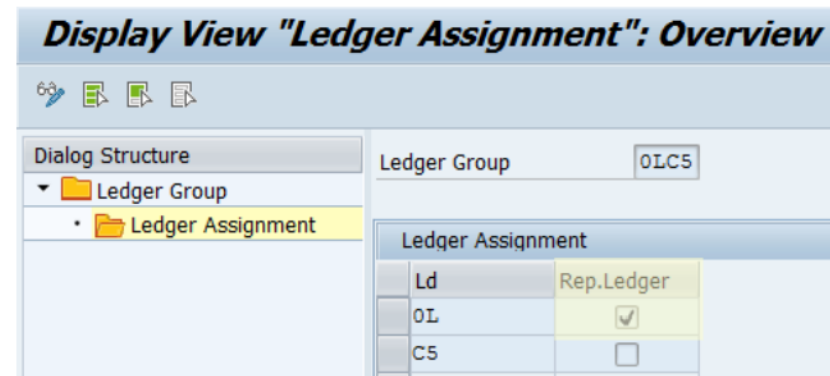 Display View "Ledger Assignment": Overview
Dialog Structure
Ledger Group
Ledger Assignment
Ledger Group 0LC5
Ledger Assignment
Ld Rep.Ledger
0L
C5